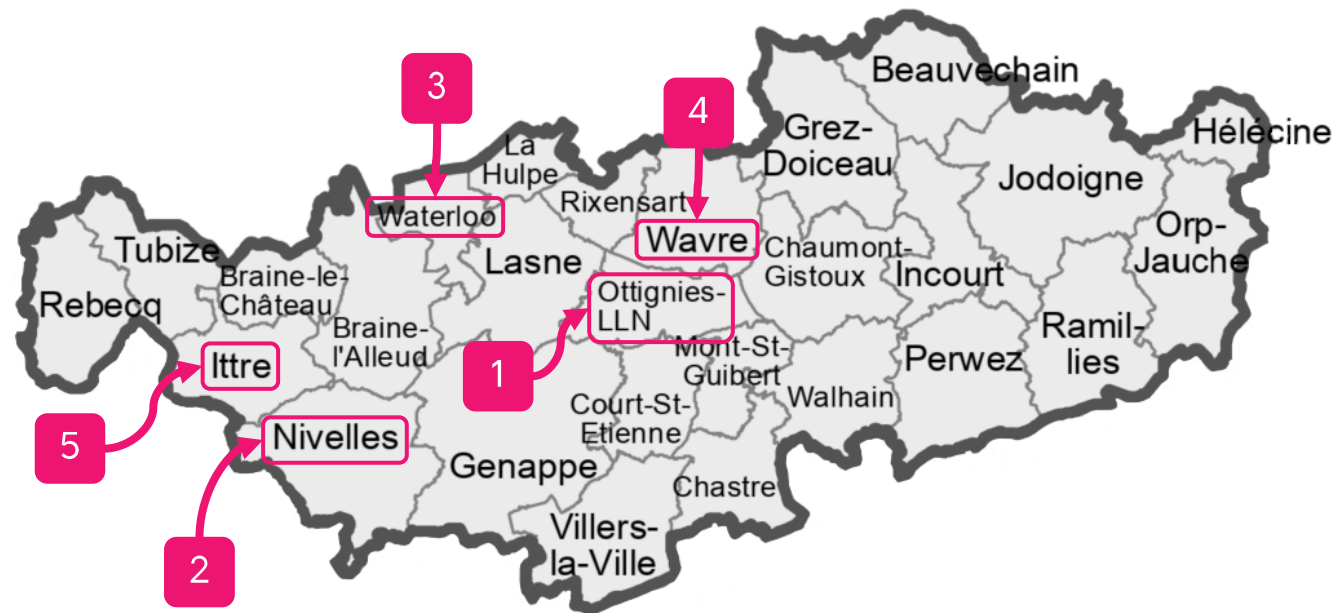 Beauvechain
3
4
Grez-
Doiceau
Hélécine
La
Hulpe
Jodoigne
Rixensart
Waterloo
Wavre
Orp-
Jauche
Tubize
Lasne
Chaumont-
Gistoux
Incourt
Braine-le-
Château
Rebecq
Ottignies-
LLN
Braine-
l'Alleud
Ramil-
lies
Mont-St-
Guibert
Perwez
Ittre
1
Walhain
Court-St-
Etienne
5
Nivelles
Genappe
Chastre
Villers-
la-Ville
2